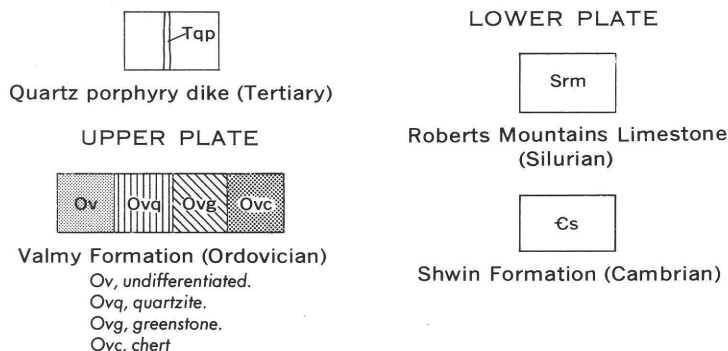 Tqp
Quartz porphyry dike (Tertiary)
UPPER PLATE
Ov Ovq Ovg Ovc
Valmy Formation (Ordovician)
Ov, undifferentiated.
Ovq, quartzite.
Ovg, greenstone.
Ovc, chert
LOWER PLATE
Srm
Roberts Mountains Limestone
(Silurian)
Єs
Shwin Formation (Cambrian)